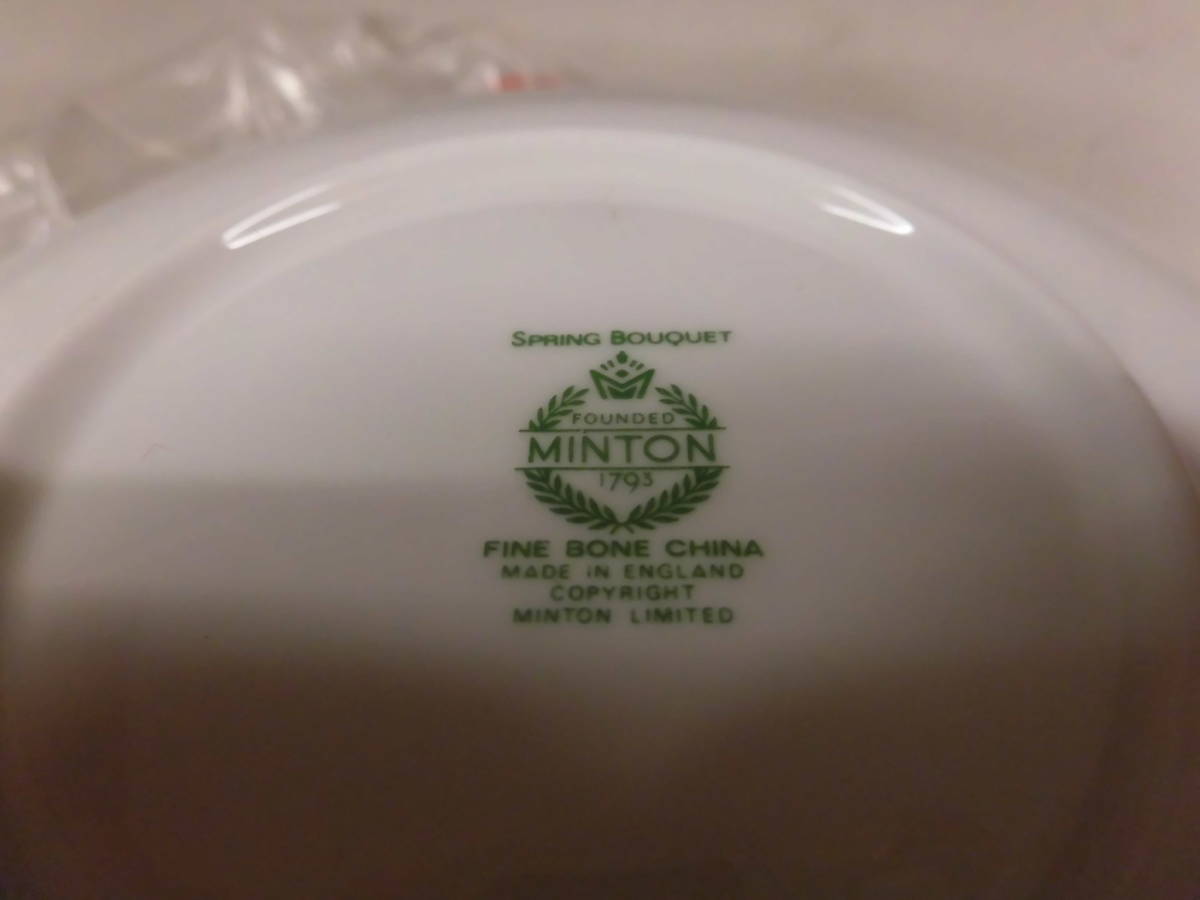 SPRING BOUQUET
FOUNDED
MINTON
1793
FINE BONE CHINA
MADE IN ENGLAND
COPYRIGHT
MINTON LIMITED